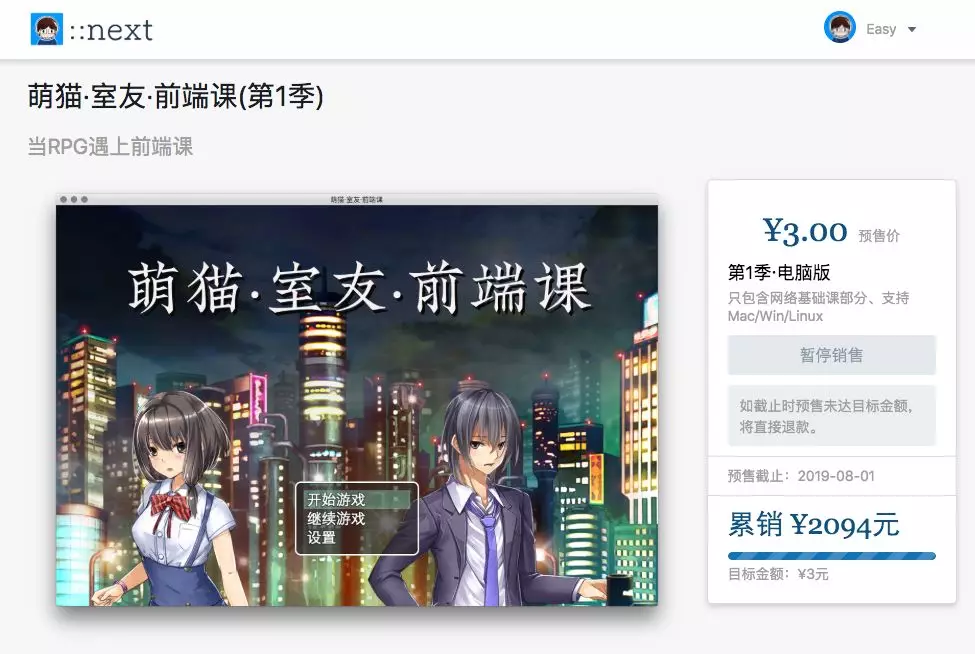 ::next
Easy
萌猫·室友·前端课(第1季)
当RPG遇上前端课
萌猫·室友·前端课
萌猫·室友·前端课
开始游戏
继续游戏
设置
¥3.00 预售价
第1季·电脑版
只包含网络基础课部分、支持
Mac/Win/Linux
暂停销售
如截止时预售未达目标金额，
将直接退款。
预售截止：2019-08-01
累销 ¥2094元
目标金额：¥3元